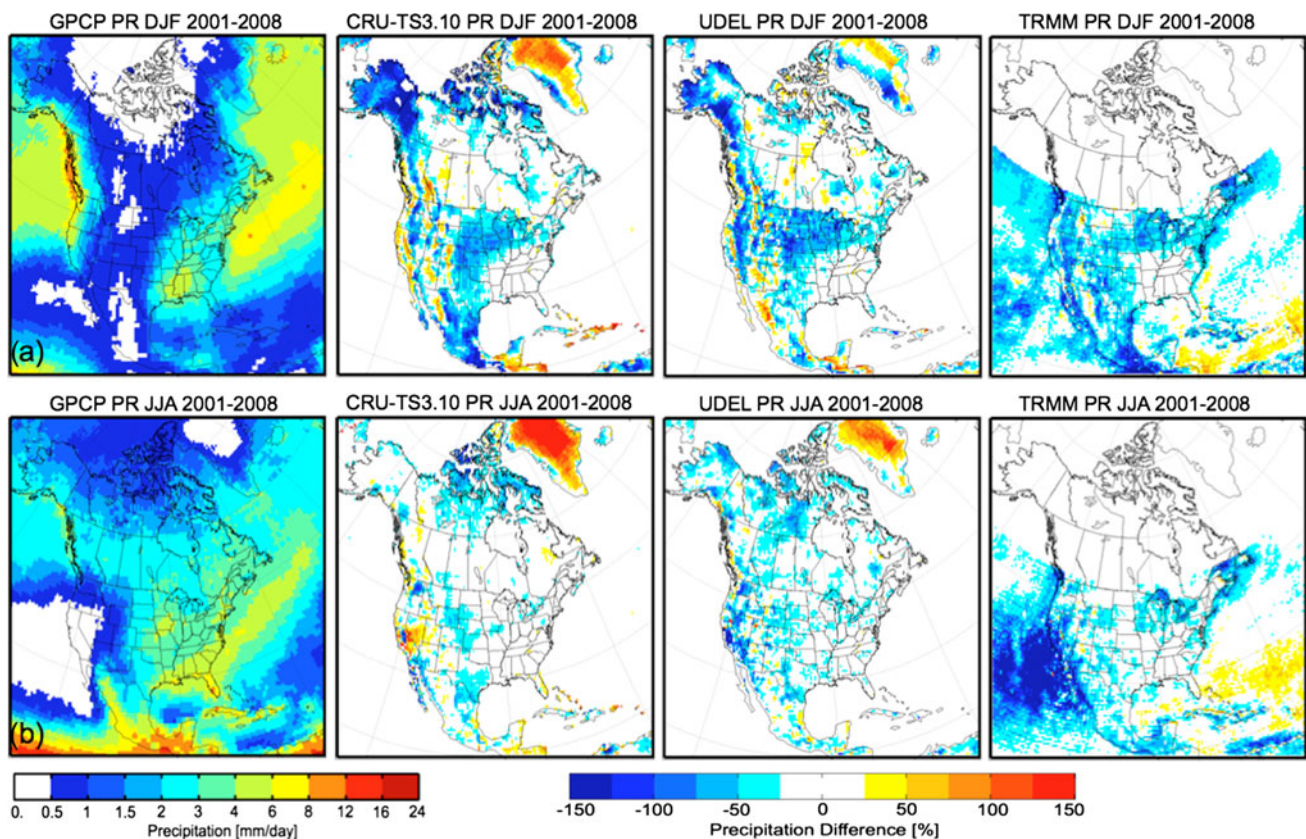 GPCP PR DJF 2001-2008 CRU-TS3.10 PR DJF 2001-2008 UDEL PR DJF 2001-2008 TRMM PR DJF 2001-2008
(a)
GPCP PR JJA 2001-2008 CRU-TS3.10 PR JJA 2001-2008 UDEL PR JJA 2001-2008 TRMM PR JJA 2001-2008
(b)
0. 0.5 1 1.5 2 3 4 6 8 12 16 24 -150 -100 -50 0 50 100 150
Precipitation [mm/day] Precipitation Difference [%]